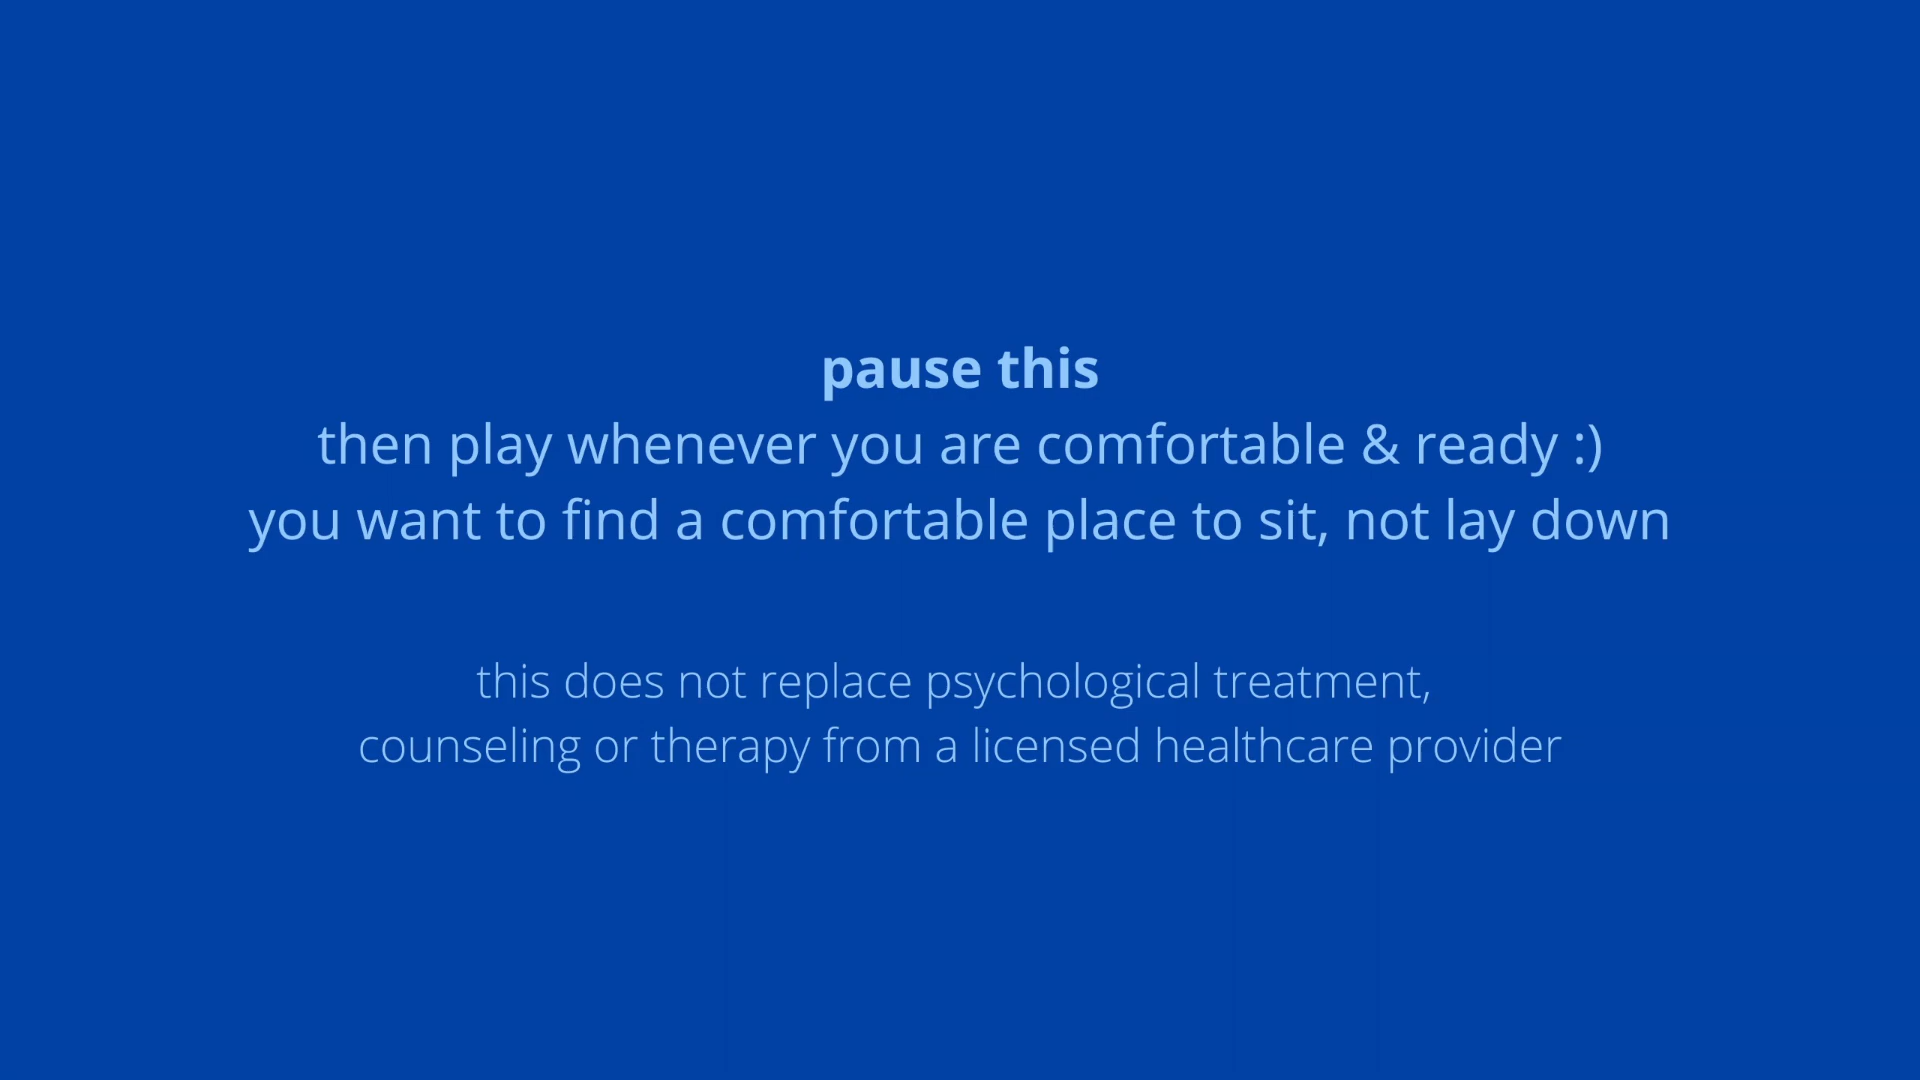 pause this
then play whenever you are comfortable & ready :)
you want to find a comfortable place to sit, not lay down
this does not replace psychological treatment,
counseling or therapy from a licensed healthcare provider